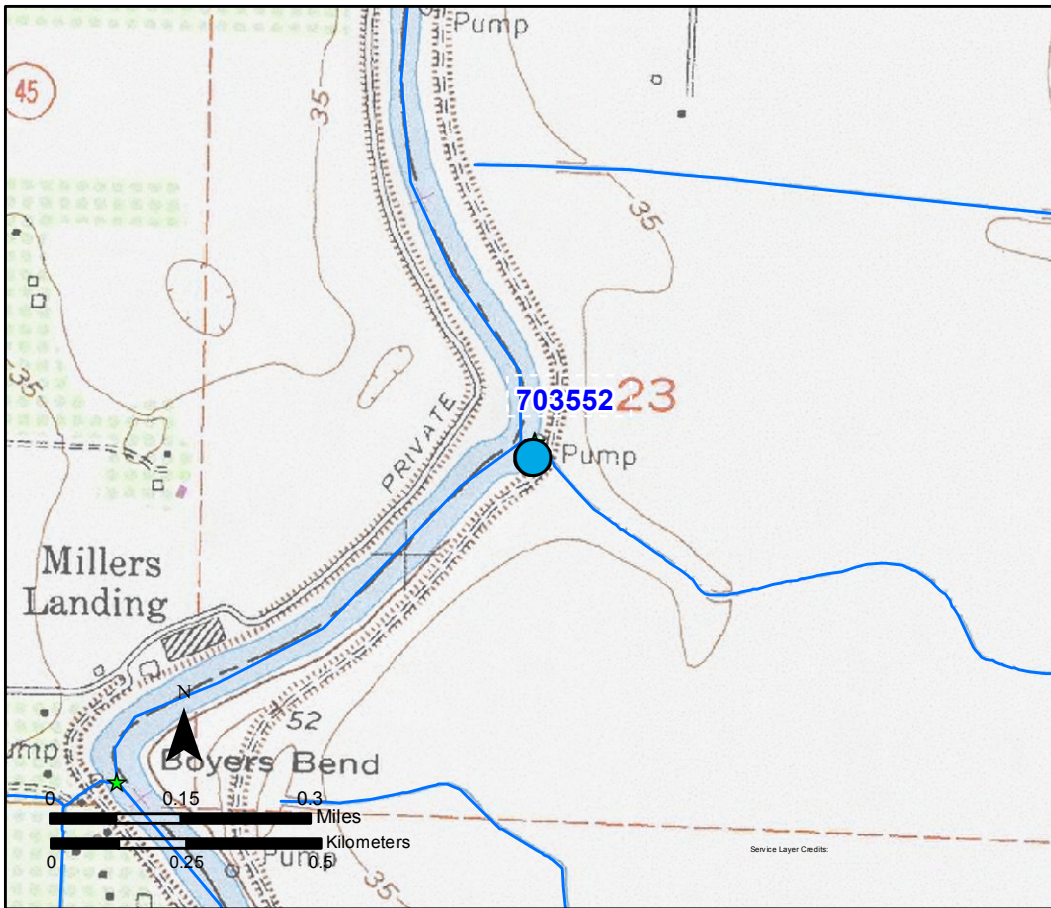 Pump
45
35
35
35
703552
23
Pump
PRIVATE
Millers
Landing
N
52
ump
Boyers Bend
0 0.15 0.3
Miles
Kilometers
0 0.25 0.5
Pump
35
Service Layer Credits: